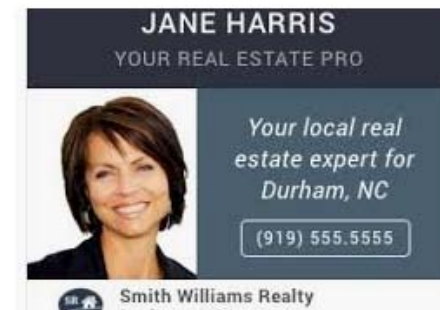 JANE HARRIS
YOUR REAL ESTATE PRO
Your local real
estate expert for
Durham, NC
(919) 555.5555
SR
Smith Williams Realty